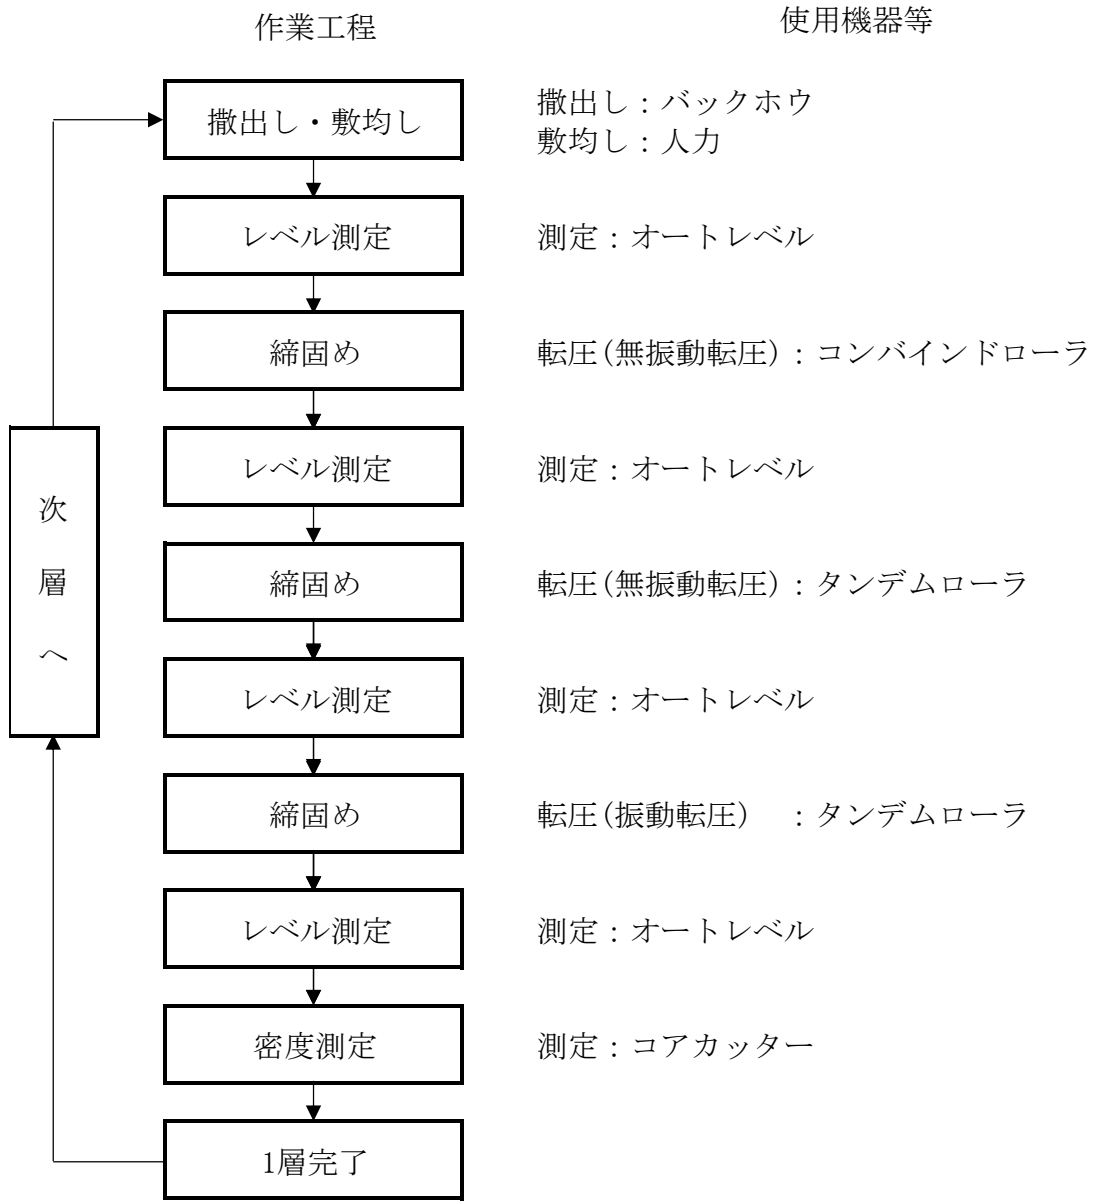 作業工程
使用機器等
撒出し・敷均し
撒出し：バックホウ
敷均し：人力
レベル測定
測定：オートレベル
締固め
転圧(無振動転圧)：コンバインドローラ
レベル測定
測定：オートレベル
締固め
転圧(無振動転圧)：タンデムローラ
レベル測定
測定：オートレベル
締固め
転圧(振動転圧)　：タンデムローラ
レベル測定
測定：オートレベル
密度測定
測定：コアカッター
1層完了
次層へ